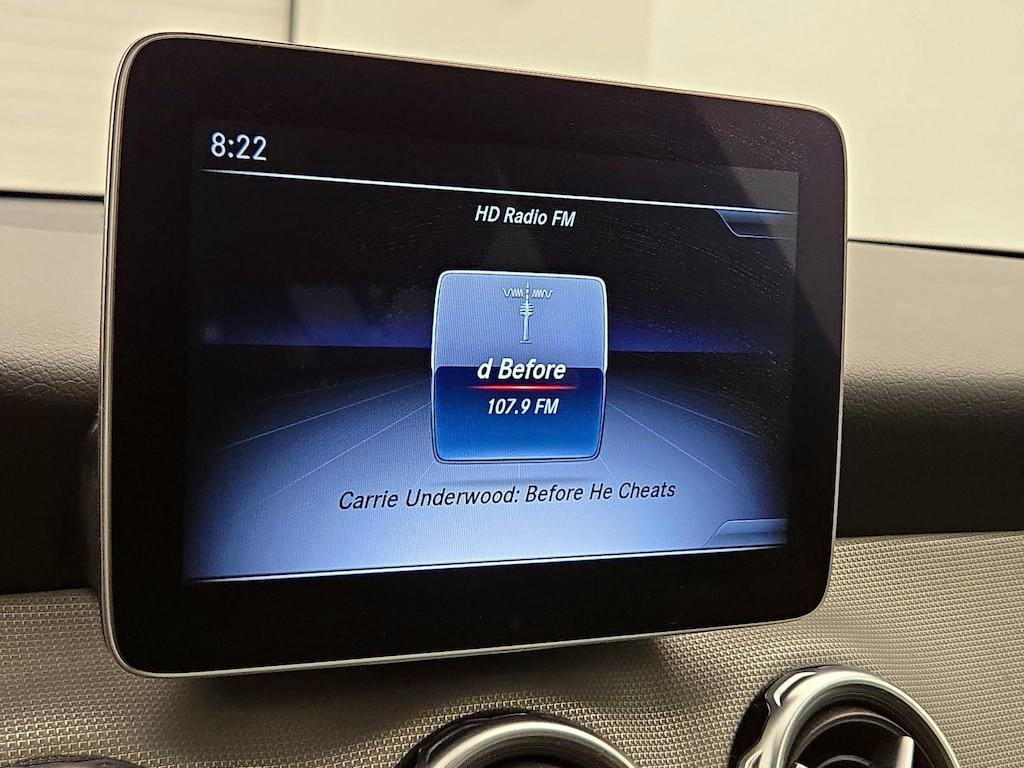 8:22
HD Radio FM
d Before
107.9 FM
Carrie Underwood: Before He Cheats